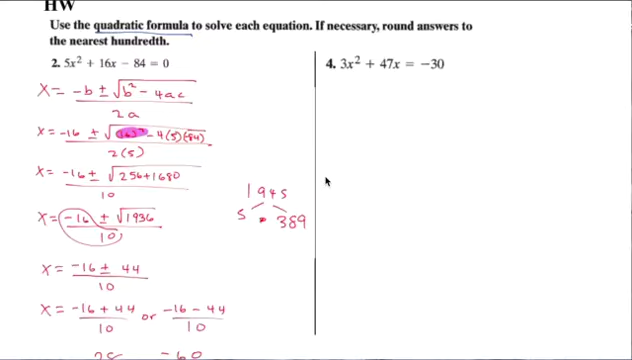 HW
Use the quadratic formula to solve each equation. If necessary, round answers to
the nearest hundredth.
2. 5x² + 16x − 84 = 0
x = -b ± √b² - 4ac
2a
x = -16 ± √(16)² - 4(5)(-84)
2(5)
x = -16 ± √256+1680
10
x = -16 ± √1936
10
x = -16 ± 44
10
x = -16 + 44 or -16 - 44
10 10
-60
1945
5 • 389
4. 3x² + 47x = −30